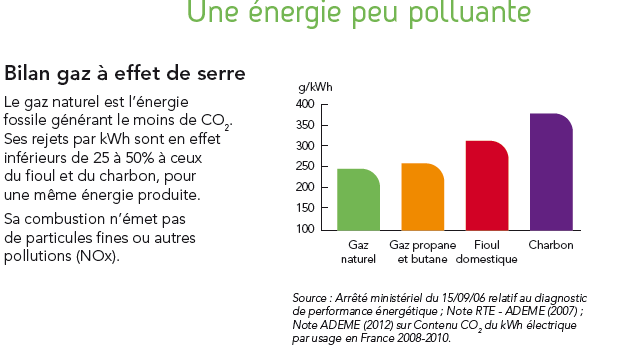 Une énergie peu polluante
Bilan gaz à effet de serre
Le gaz naturel est l'énergie
fossile générant le moins de CO2.
Ses rejets par kWh sont en effet
inférieurs de 25 à 50% à ceux
du fioul et du charbon, pour
une même énergie produite.
Sa combustion n'émet pas
de particules fines ou autres
pollutions (NOx).
g/kWh
400
350
300
250
200
150
100
Gaz naturel
Gaz propane et butane
Fioul domestique
Charbon
Source : Arrêté ministériel du 15/09/06 relatif au diagnostic
de performance énergétique ; Note RTE - ADEME (2007) ;
Note ADEME (2012) sur Contenu CO2 du kWh électrique
par usage en France 2008-2010.